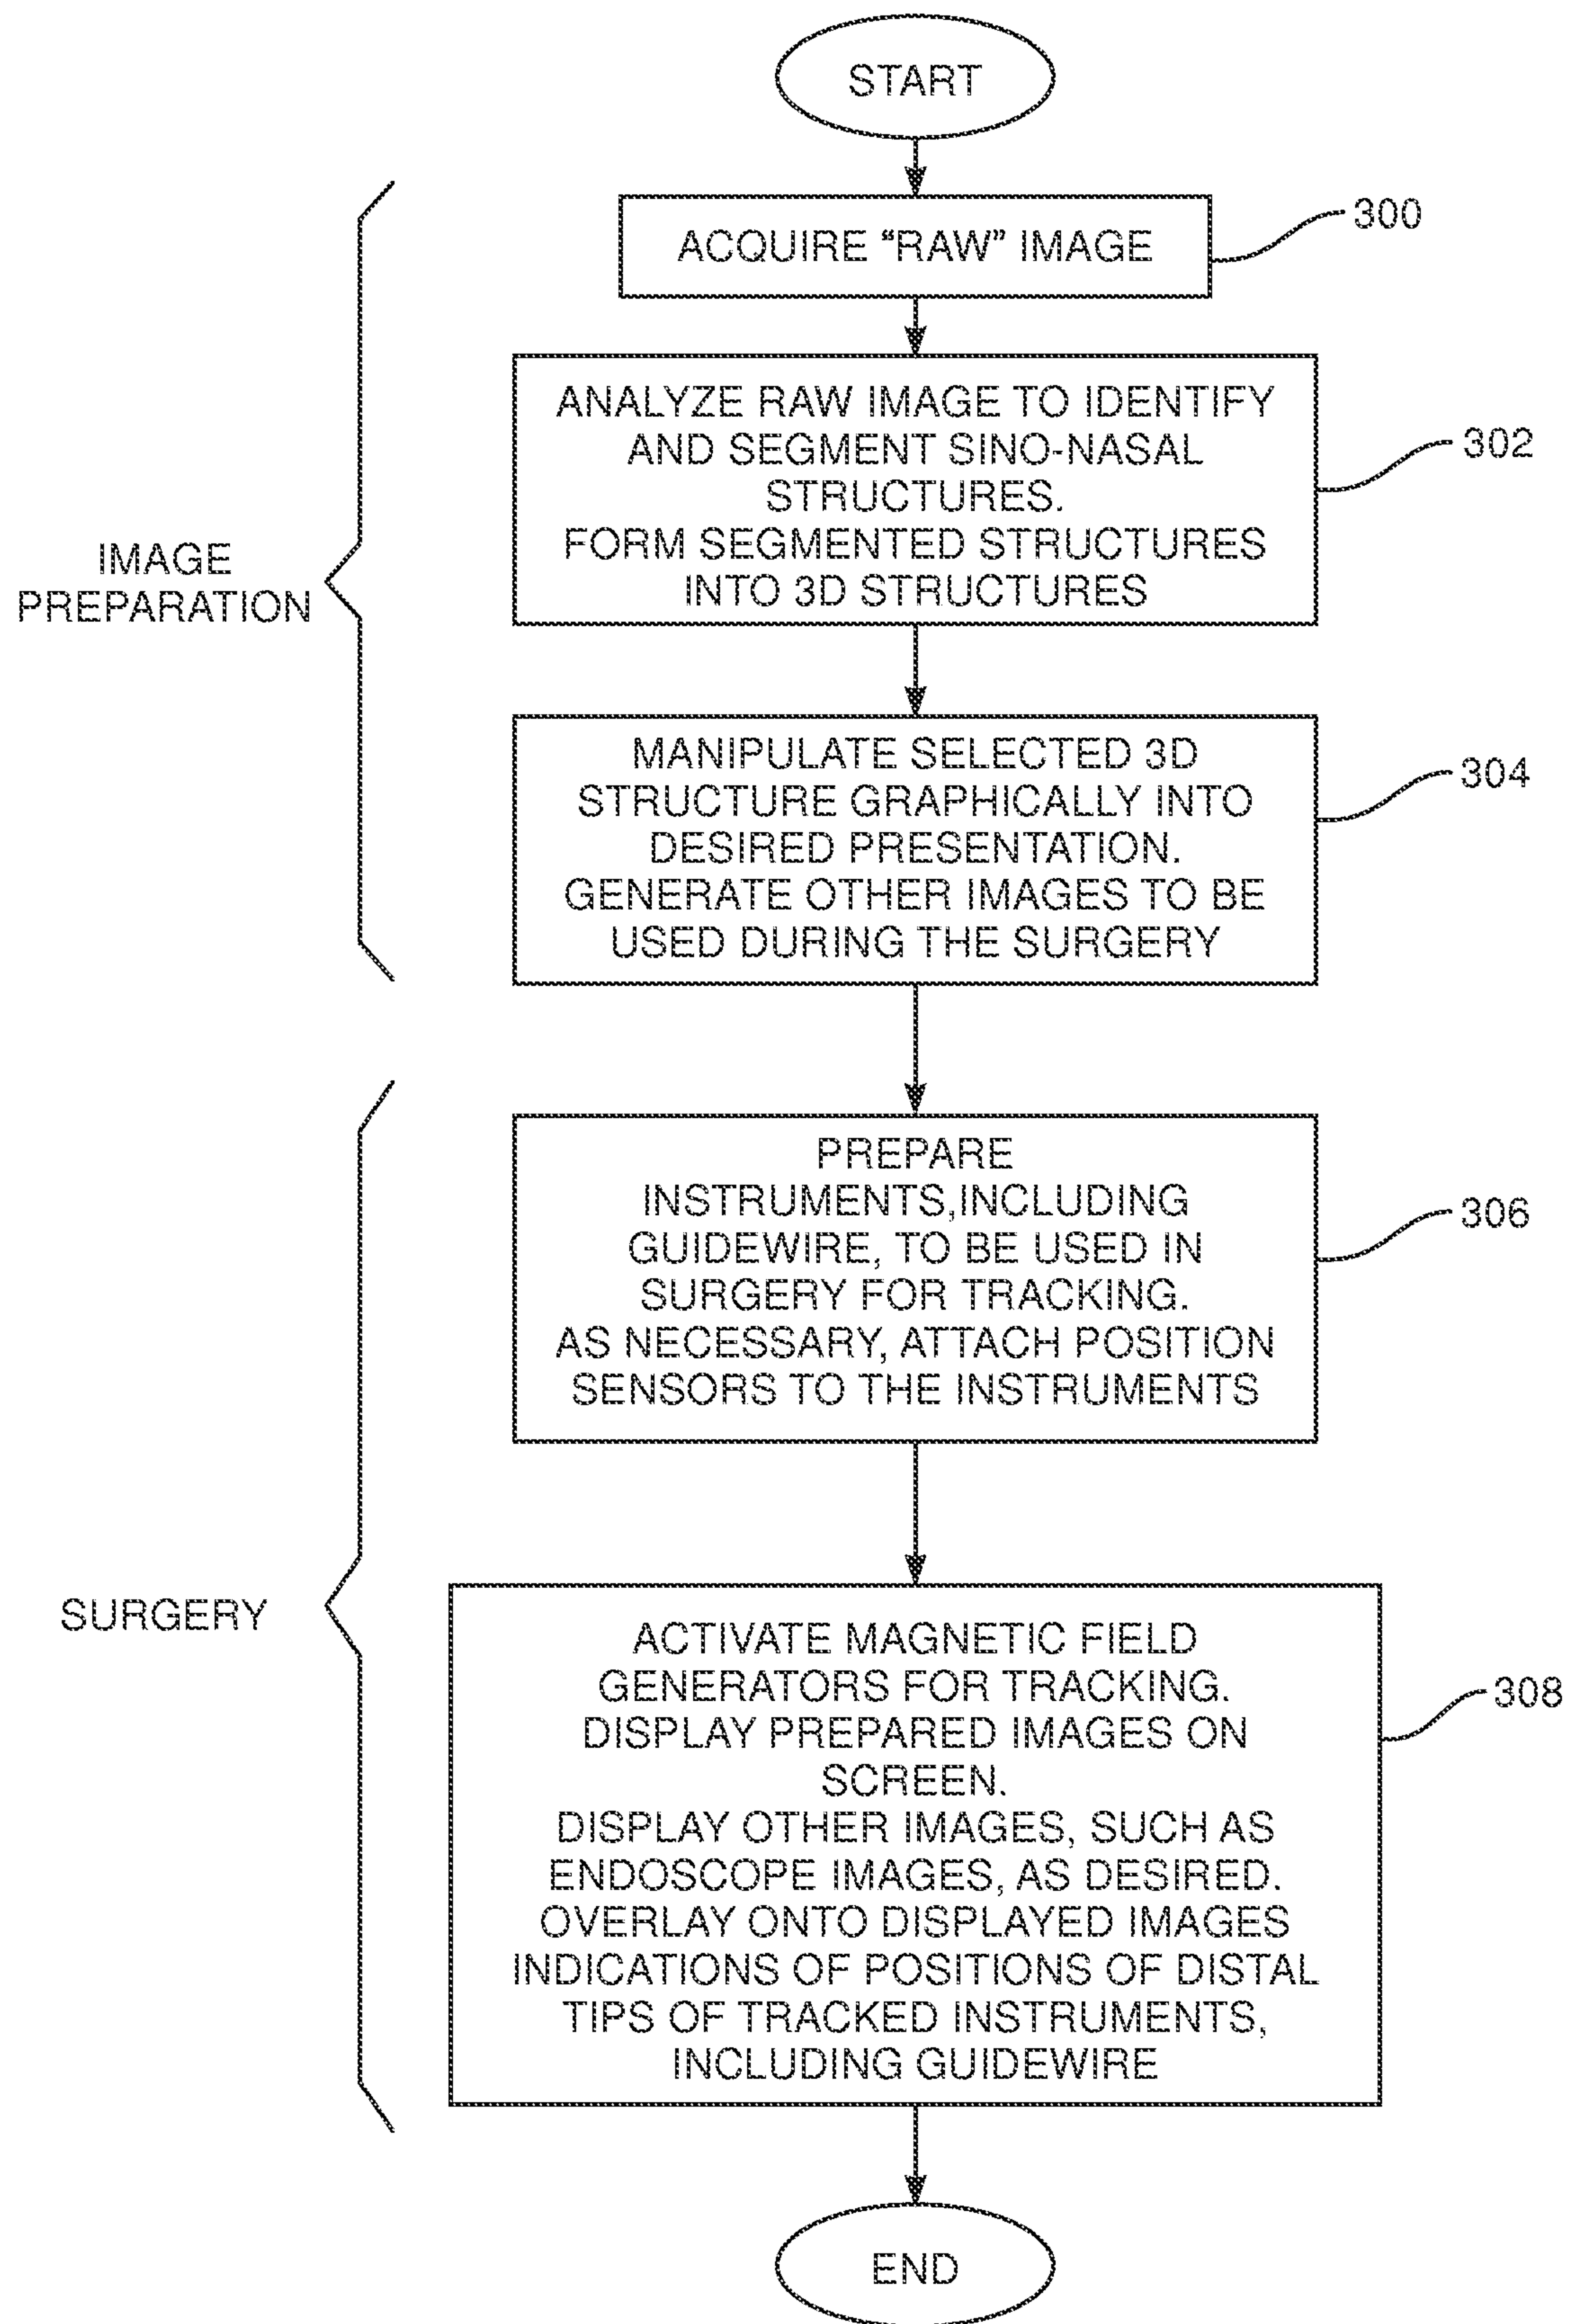 START
ACQUIRE “RAW” IMAGE
300
ANALYZE RAW IMAGE TO IDENTIFY
AND SEGMENT SINO-NASAL
STRUCTURES.
FORM SEGMENTED STRUCTURES
INTO 3D STRUCTURES
302
IMAGE
PREPARATION
MANIPULATE SELECTED 3D
STRUCTURE GRAPHICALLY INTO
DESIRED PRESENTATION.
GENERATE OTHER IMAGES TO BE
USED DURING THE SURGERY
304
PREPARE
INSTRUMENTS,INCLUDING
GUIDEWIRE, TO BE USED IN
SURGERY FOR TRACKING.
AS NECESSARY, ATTACH POSITION
SENSORS TO THE INSTRUMENTS
306
SURGERY
ACTIVATE MAGNETIC FIELD
GENERATORS FOR TRACKING.
DISPLAY PREPARED IMAGES ON
SCREEN.
DISPLAY OTHER IMAGES, SUCH AS
ENDOSCOPE IMAGES, AS DESIRED.
OVERLAY ONTO DISPLAYED IMAGES
INDICATIONS OF POSITIONS OF DISTAL
TIPS OF TRACKED INSTRUMENTS,
INCLUDING GUIDEWIRE
308
END